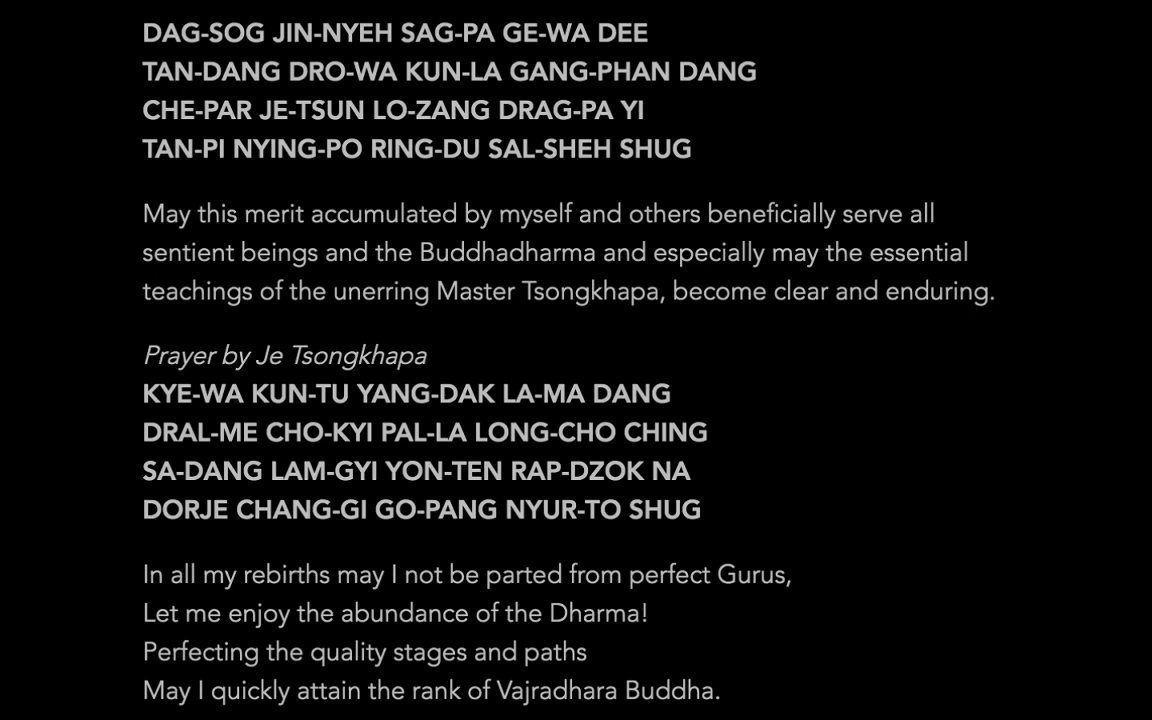 DAG-SOG JIN-NYEH SAG-PA GE-WA DEE
TAN-DANG DRO-WA KUN-LA GANG-PHAN DANG
CHE-PAR JE-TSUN LO-ZANG DRAG-PA YI
TAN-PI NYING-PO RING-DU SAL-SHEH SHUG
May this merit accumulated by myself and others beneficially serve all
sentient beings and the Buddhadharma and especially may the essential
teachings of the unerring Master Tsongkhapa, become clear and enduring.
Prayer by Je Tsongkhapa
KYE-WA KUN-TU YANG-DAK LA-MA DANG
DRAL-ME CHO-KYI PAL-LA LONG-CHO CHING
SA-DANG LAM-GYI YON-TEN RAP-DZOK NA
DORJE CHANG-GI GO-PANG NYUR-TO SHUG
In all my rebirths may I not be parted from perfect Gurus,
Let me enjoy the abundance of the Dharma!
Perfecting the quality stages and paths
May I quickly attain the rank of Vajradhara Buddha.